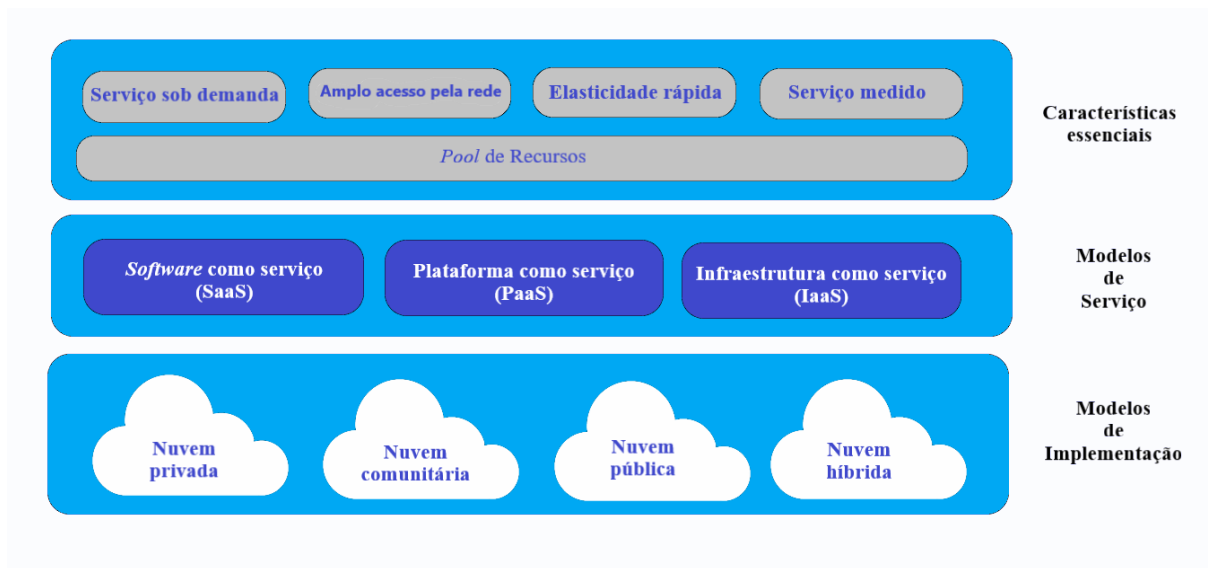 Serviço sob demanda
Amplo acesso pela rede
Elasticidade rápida
Serviço medido
Pool de Recursos
Características
essenciais
Software como serviço
(SaaS)
Plataforma como serviço
(PaaS)
Infraestrutura como serviço
(IaaS)
Modelos
de
Serviço
Nuvem
privada
Nuvem
comunitária
Nuvem
pública
Nuvem
híbrida
Modelos
de
Implementação